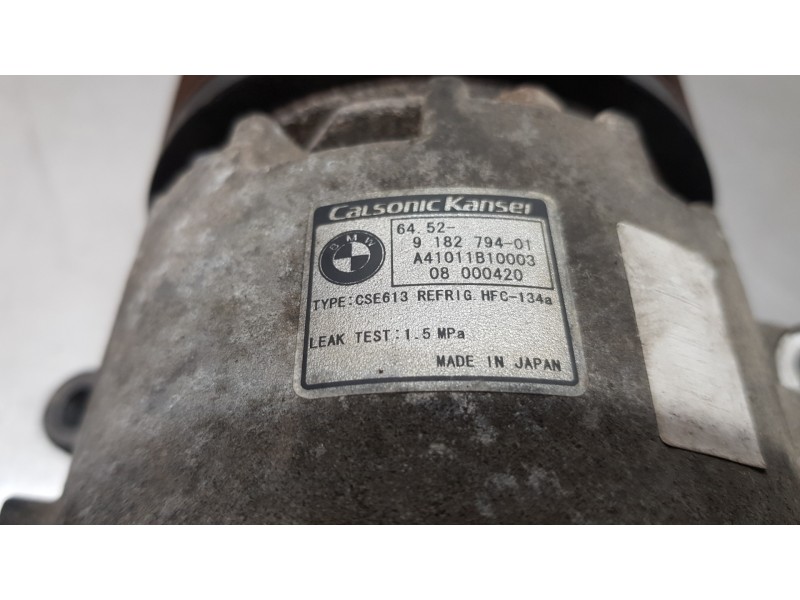 Calsonic Kansei
BMW
64.52-
9 182 794-01
A41011B10003
08 000420
TYPE:CSE613 REFRIG.HFC-134a
LEAK TEST:1.5 MPa
MADE IN JAPAN